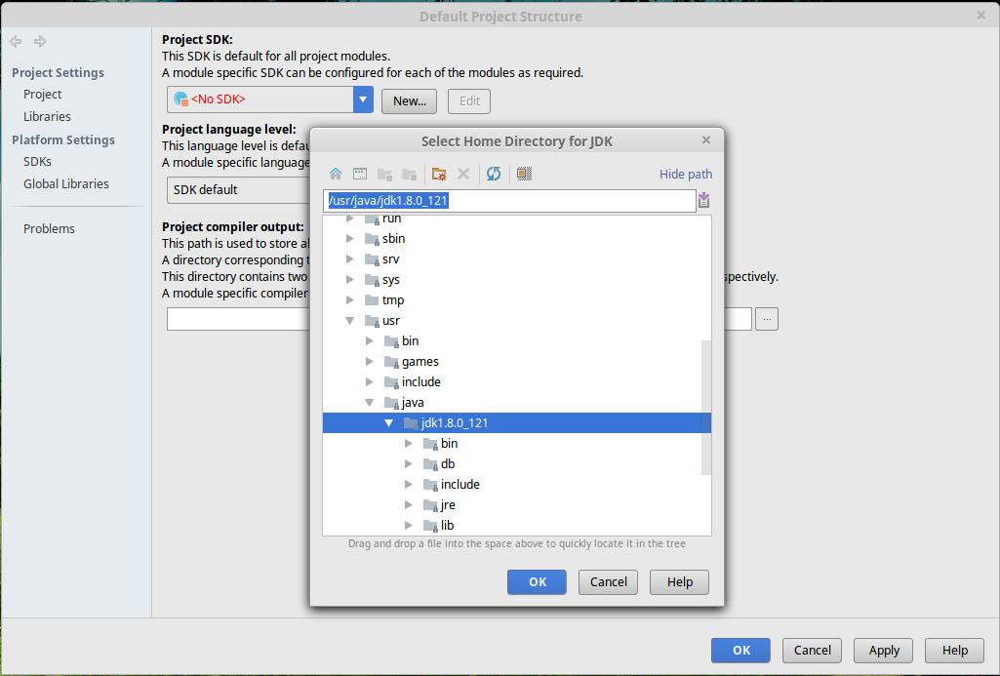 Default Project Structure
Project Settings
Project
Libraries
Platform Settings
SDKs
Global Libraries
Problems
Project SDK:
This SDK is default for all project modules.
A module specific SDK can be configured for each of the modules as required.
<No SDK>
New...
Edit
Project language level:
This language level is defau
A module specific language
SDK default
Project compiler output:
This path is used to store al
A directory corresponding t
This directory contains two
spectively.
A module specific compiler
...
Select Home Directory for JDK
Hide path
/usr/java/jdk1.8.0_121
run
sbin
srv
sys
tmp
usr
bin
games
include
java
jdk1.8.0_121
bin
db
include
jre
lib
Drag and drop a file into the space above to quickly locate it in the tree
OK
Cancel
Help
OK
Cancel
Apply
Help